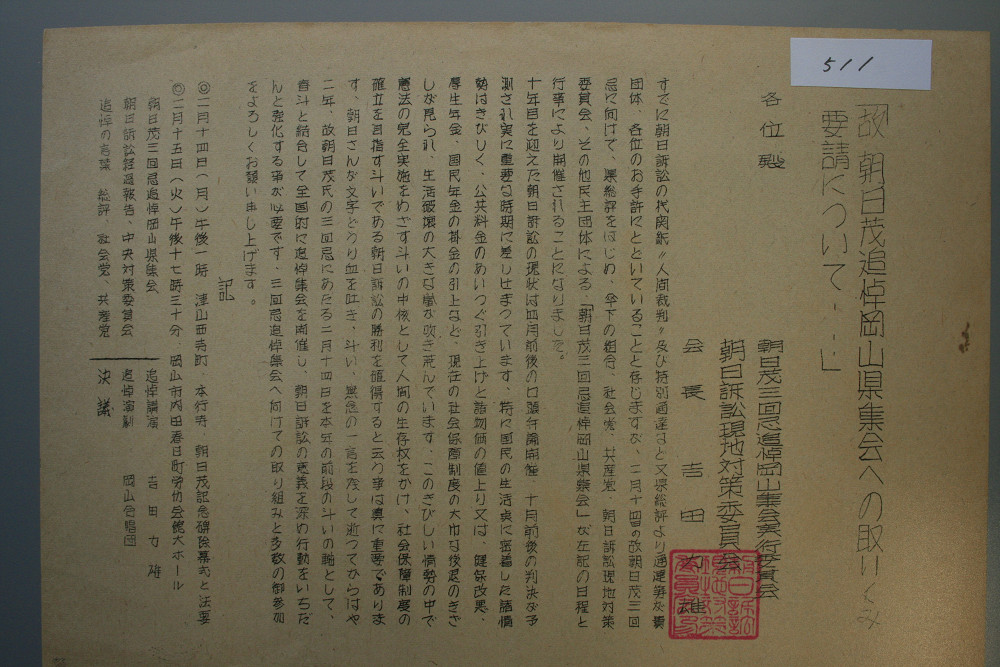 511
「故 朝日茂追悼岡山県集会への取りくみ
要請について・・・」
各位殿
朝日茂三回忌追悼岡山集会実行委員会
朝日訴訟現地対策委員会
会長 吉田 力雄
すでに朝日訴訟の機関紙〝人間裁判〟及び特別通達など又県総評より通達等が貴
団体、各位のお手許にとどいていることと存じますが、二月十四日の故朝日茂三回
忌に向けて、県総評をはじめ、傘下の組合、社会党、共産党、朝日訴訟現地対策
委員会、その他民主団体による、「朝日茂三回忌追悼岡山県集会」が左記の日程と
行事により開催されることになりました。
十年目を迎えた朝日訴訟の現状は四月前後の口頭弁論開催、十月前後の判決が予
測され実に重要な時期に差しせまっています。特に国民の生活点に密着した諸情
勢はきびしく、公共料金のあいつぐ引き上げと諸物価の値上り又は、健保改悪、
厚生年金、国民年金の掛金の引上など、現在の社会保障制度の大巾な後退のきざ
しが見られ、生活破壊の大きな嵐が吹き荒んでいます。このきびしい情勢の中で
憲法の完全実施をめざす斗いの中核として人間の生存权をかけ、社会保障制度の
確立を目指す斗いである朝日訴訟の勝利を獲得すると云う事は真に重要でありま
す。朝日さんが文字どうり血を吐き、斗い、無念の一言を友して逝ってからはや
二年、故朝日茂氏の三回忌にあたる二月十四日を本年の前段の斗いの軸として、
春斗と結合して全国的に追悼集会を開催し、朝日訴訟の意義を深め行動をいちだ
んと強化する事が必要です。三回忌追悼集会へ向けての取り組みと多数の御参加
をよろしくお願い申し上げます。
記
◎二月十四日(月)午後一時 津山西寺町、本行寺 朝日茂記念碑除幕式と法要
◎二月十五日(火)午後十七時三十分 岡山市内田春日町労仂会館大ホール
朝日茂三回忌追悼岡山県集会 追悼講演 吉田力雄
朝日訴訟経過報告、中央対策委員会 追悼演劇 岡山合唱団
追悼の言葉 総評、社会党、共産党 決議